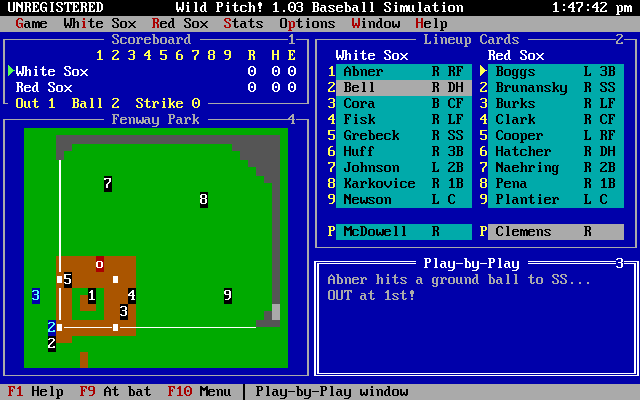 UNREGISTERED Wild Pitch! 1.03 Baseball Simulation 1:47:42 pm
Game White Sox Red Sox Stats Options Window Help
Scoreboard 1
1 2 3 4 5 6 7 8 9 R H E
White Sox 0 0 0
Red Sox 0 0 0
Out 1 Ball 2 Strike 0
Fenway Park 4
7
8
o
5
3 1 4 9
3
2
2
Lineup Cards 2
White Sox Red Sox
1 Abner R RF Boggs L 3B
2 Bell R DH 2 Brunansky R SS
3 Cora B CF 3 Burks R LF
4 Fisk R LF 4 Clark R CF
5 Grebeck R SS 5 Cooper L RF
6 Huff R 3B 6 Hatcher R DH
7 Johnson L 2B 7 Naehring R 2B
8 Karkovice R 1B 8 Pena R 1B
9 Newson L C 9 Plantier L C
P McDowell R P Clemens R
Play-by-Play 3
Abner hits a ground ball to SS...
OUT at 1st!
F1 Help F9 At bat F10 Menu Play-by-Play window